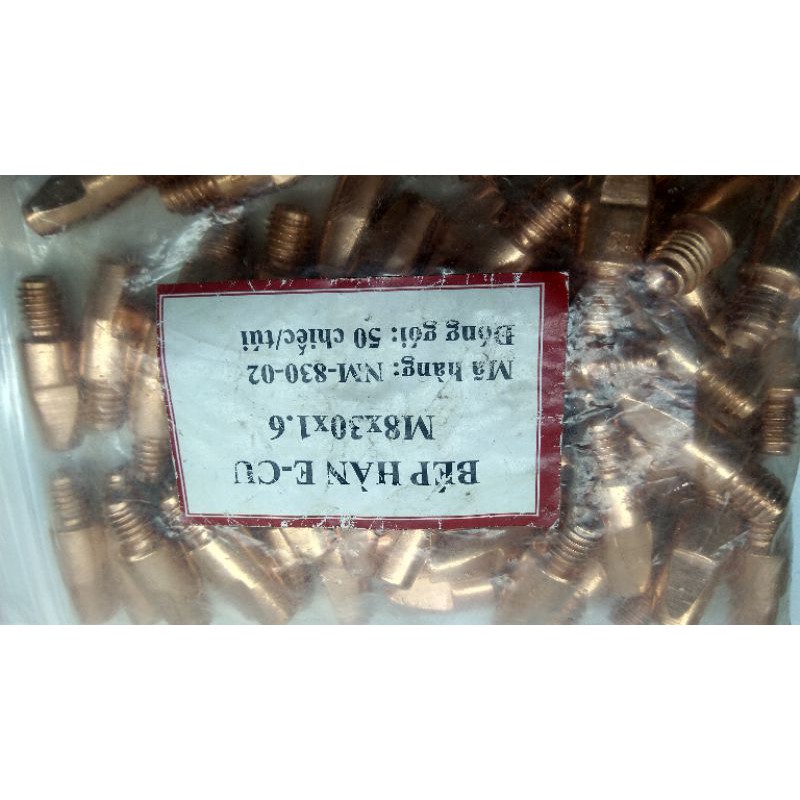 BÉP HÀN E-CU
M8x30x1.6
Mã hàng: NM-830-02
Đóng gói: 50 chiếc/túi